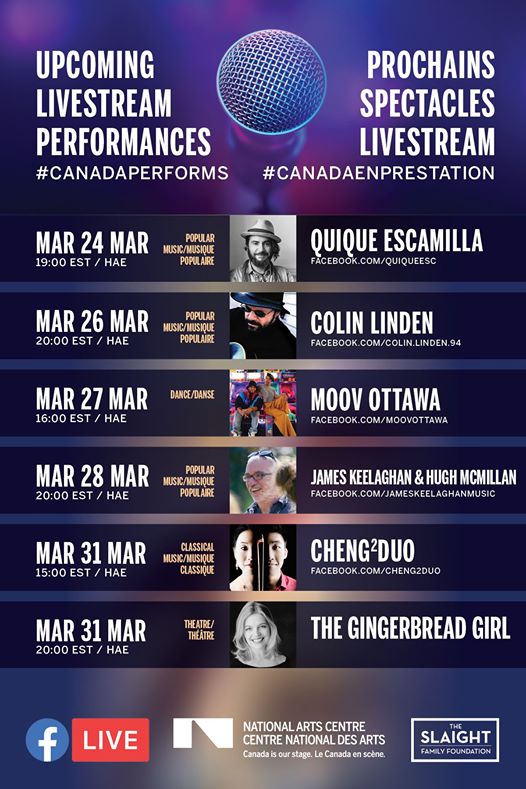 UPCOMING
LIVESTREAM
PERFORMANCES
#CANADAPERFORMS
PROCHAINS
SPECTACLES
LIVESTREAM
#CANADAENPRESTATION
MAR 24 MAR
19:00 EST / HAE
POPULAR
MUSIC/MUSIQUE
POPULAIRE
QUIQUE ESCAMILLA
FACEBOOK.COM/QUIQUEESC
MAR 26 MAR
20:00 EST / HAE
POPULAR
MUSIC/MUSIQUE
POPULAIRE
COLIN LINDEN
FACEBOOK.COM/COLIN.LINDEN.94
MAR 27 MAR
16:00 EST / HAE
DANCE/DANSE
MOOV OTTAWA
FACEBOOK.COM/MOOVOTTAWA
MAR 28 MAR
20:00 EST / HAE
POPULAR
MUSIC/MUSIQUE
POPULAIRE
JAMES KEELAGHAN & HUGH MCMILLAN
FACEBOOK.COM/JAMESKEELAGHANMUSIC
MAR 31 MAR
15:00 EST / HAE
CLASSICAL
MUSIC/MUSIQUE
CLASSIQUE
CHENG²DUO
FACEBOOK.COM/CHENG2DUO
MAR 31 MAR
20:00 EST / HAE
THEATRE/
THÉÂTRE
THE GINGERBREAD GIRL
f LIVE
NATIONAL ARTS CENTRE
CENTRE NATIONAL DES ARTS
Canada is our stage. Le Canada en scène.
THE
SLAIGHT
FAMILY FOUNDATION